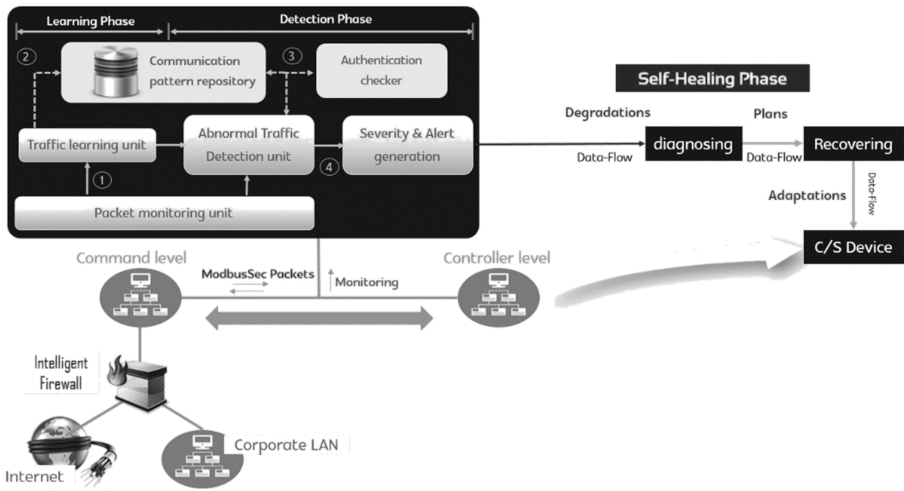 Learning Phase
Detection Phase
2
Communication
pattern repository
3
Authentication
checker
Traffic learning unit
Abnormal Traffic
Detection unit
4
Severity & Alert
generation
1
Packet monitoring unit
Self-Healing Phase
Degradations
Plans
diagnosing
Recovering
Data-Flow
Data-Flow
Adaptations
Data-Flow
C/S Device
Command level
ModbusSec Packets
Monitoring
Controller level
Intelligent
Firewall
Corporate LAN
Internet